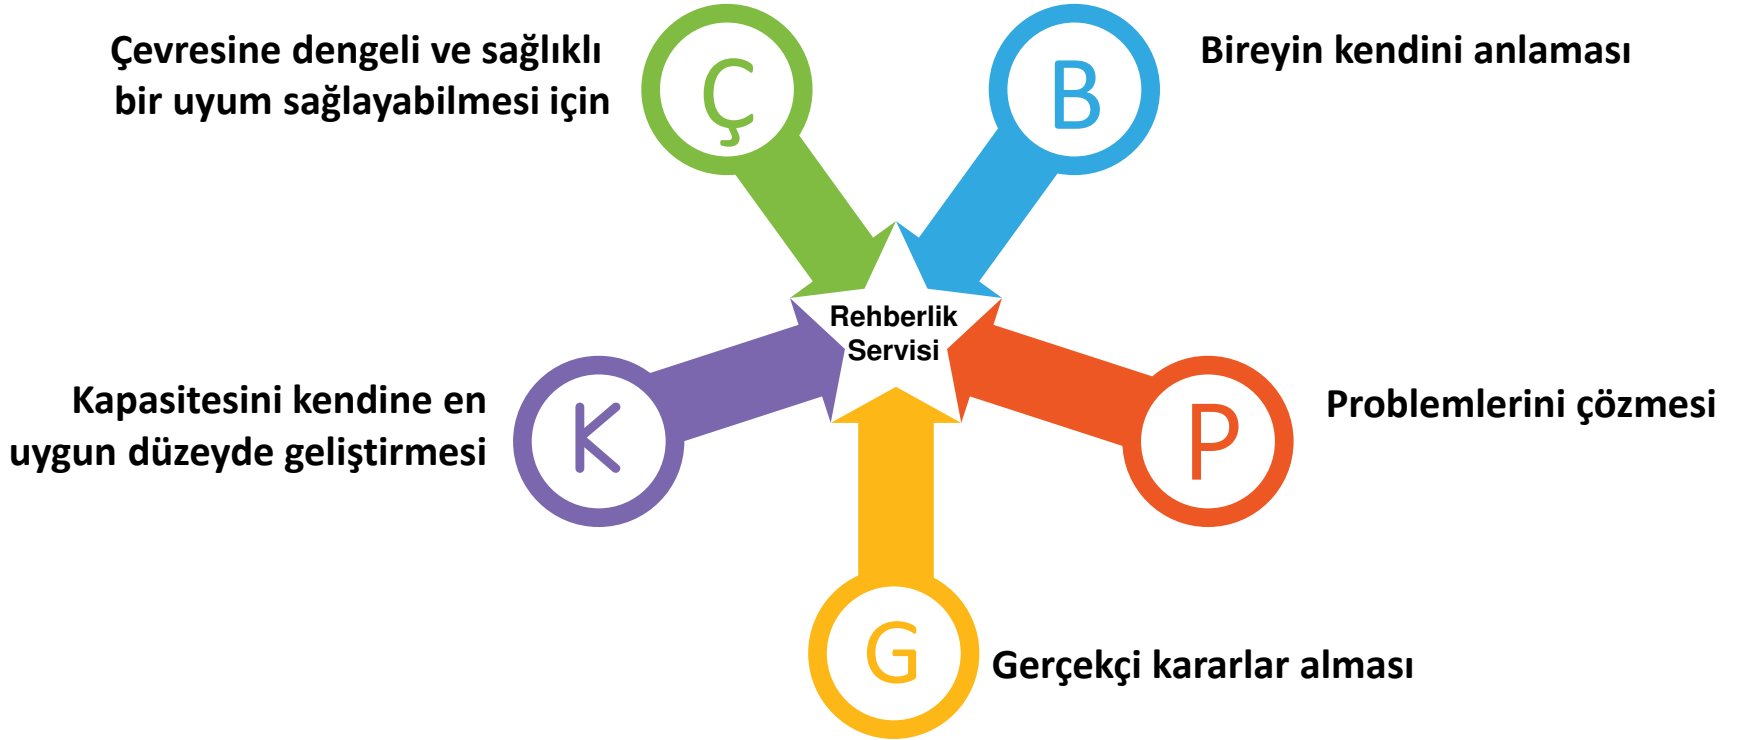 Çevresine dengeli ve sağlıklı
bir uyum sağlayabilmesi için
Ç
B
Bireyin kendini anlaması
Rehberlik
Servisi
Kapasitesini kendine en
uygun düzeyde geliştirmesi
K
P
Problemlerini çözmesi
G
Gerçekçi kararlar alması